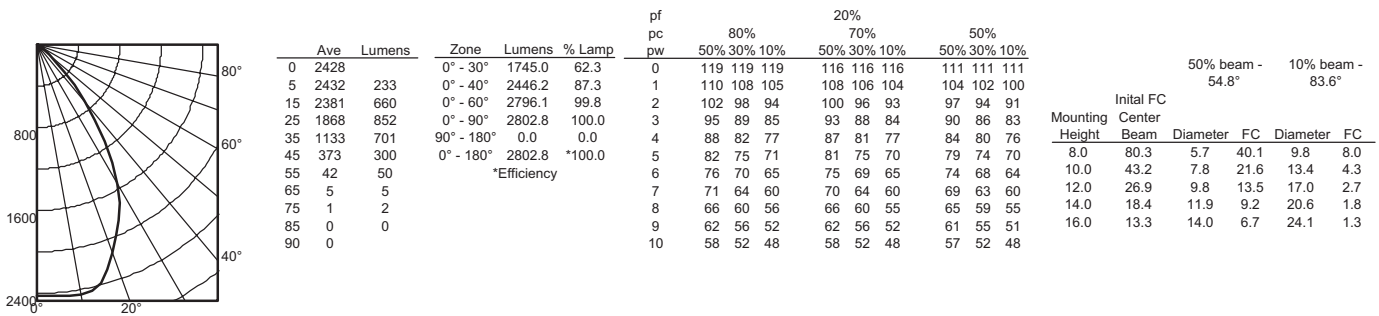 800
1600
2400
0°
20°
40°
60°
80°
Ave Lumens
0 2428
5 2432 233
15 2381 660
25 1868 852
35 1133 701
45 373 300
55 42 50
65 5 5
75 1 2
85 0 0
90 0
Zone Lumens % Lamp
0° - 30° 1745.0 62.3
0° - 40° 2446.2 87.3
0° - 60° 2796.1 99.8
0° - 90° 2802.8 100.0
90° - 180° 0.0 0.0
0° - 180° 2802.8 *100.0
*Efficiency
pf 20%
pc 80% 70% 50%
pw 50% 30% 10% 50% 30% 10% 50% 30% 10%
0 119 119 119 116 116 116 111 111 111
1 110 108 105 108 106 104 104 102 100
2 102 98 94 100 96 93 97 94 91
3 95 89 85 93 88 84 90 86 83
4 88 82 77 87 81 77 84 80 76
5 82 75 71 81 75 70 79 74 70
6 76 70 65 75 69 65 74 68 64
7 71 64 60 70 64 60 69 63 60
8 66 60 56 66 60 55 65 59 55
9 62 56 52 62 56 52 61 55 51
10 58 52 48 58 52 48 57 52 48
50% beam - 10% beam -
54.8° 83.6°
Inital FC
Mounting Center
Height Beam Diameter FC Diameter FC
8.0 80.3 5.7 40.1 9.8 8.0
10.0 43.2 7.8 21.6 13.4 4.3
12.0 26.9 9.8 13.5 17.0 2.7
14.0 18.4 11.9 9.2 20.6 1.8
16.0 13.3 14.0 6.7 24.1 1.3